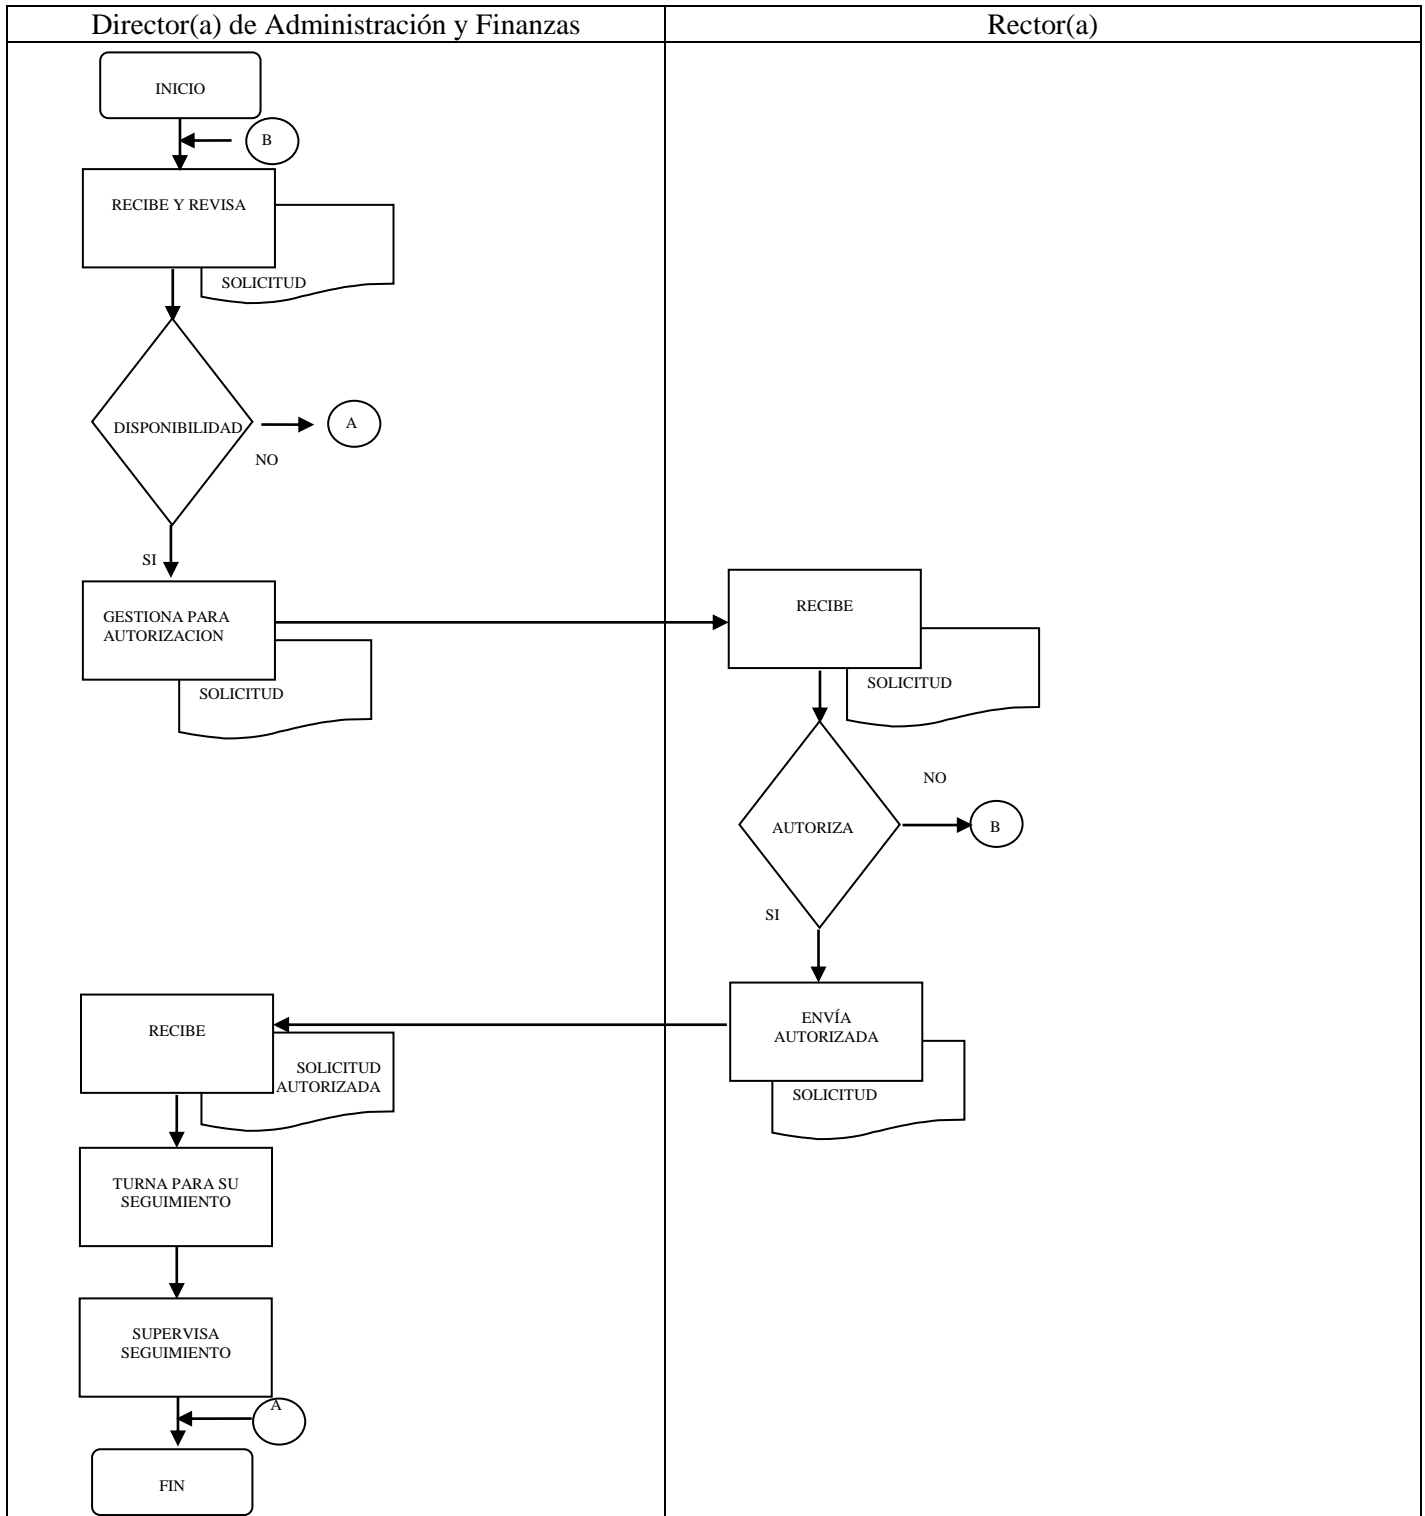 Director(a) de Administración y Finanzas
Rector(a)
INICIO
B
RECIBE Y REVISA
SOLICITUD
DISPONIBILIDAD
A
NO
SI
GESTIONA PARA
AUTORIZACION
SOLICITUD
RECIBE
SOLICITUD
NO
AUTORIZA
B
SI
ENVÍA
AUTORIZADA
SOLICITUD
RECIBE
SOLICITUD
AUTORIZADA
TURNA PARA SU
SEGUIMIENTO
SUPERVISA
SEGUIMIENTO
A
FIN